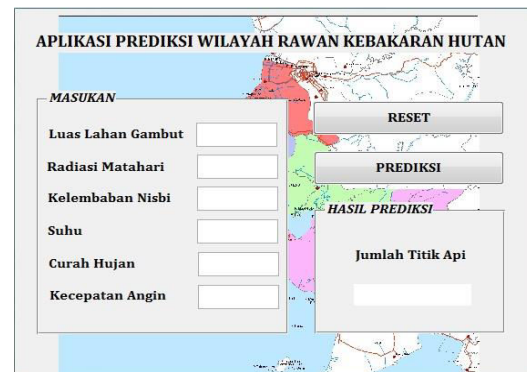 APLIKASI PREDIKSI WILAYAH RAWAN KEBAKARAN HUTAN
MASUKAN
Luas Lahan Gambut
Radiasi Matahari
Kelembaban Nisbi
Suhu
Curah Hujan
Kecepatan Angin
RESET
PREDIKSI
HASIL PREDIKSI
Jumlah Titik Api